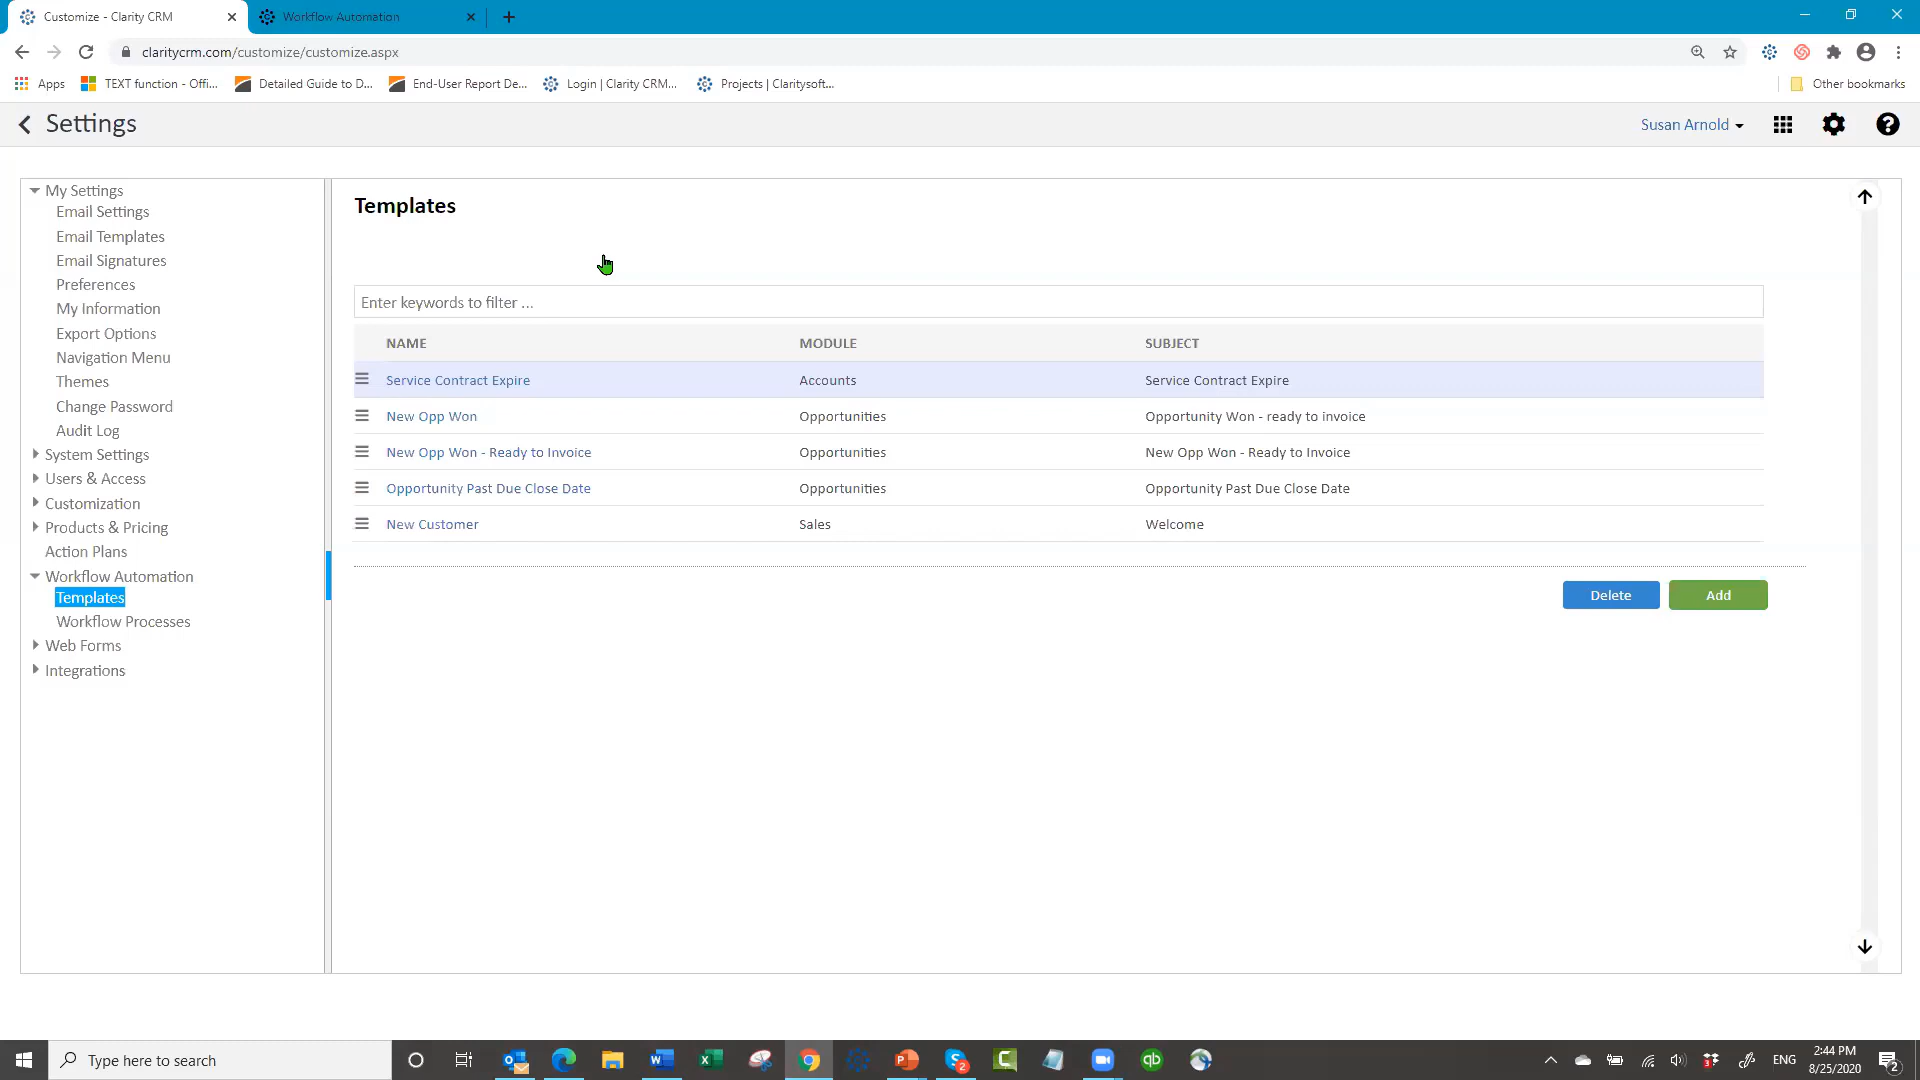 Customize - Clarity CRM
Workflow Automation
claritycrm.com/customize/customize.aspx
Apps
TEXT function - Offi...
Detailed Guide to D...
End-User Report De...
Login | Clarity CRM...
Projects | Claritysoft...
Other bookmarks
Settings
Susan Arnold
My Settings
Email Settings
Email Templates
Email Signatures
Preferences
My Information
Export Options
Navigation Menu
Themes
Change Password
Audit Log
System Settings
Users & Access
Customization
Products & Pricing
Action Plans
Workflow Automation
Templates
Workflow Processes
Web Forms
Integrations
Templates
Enter keywords to filter ...
NAME MODULE SUBJECT
Service Contract Expire Accounts Service Contract Expire
New Opp Won Opportunities Opportunity Won - ready to invoice
New Opp Won - Ready to Invoice Opportunities New Opp Won - Ready to Invoice
Opportunity Past Due Close Date Opportunities Opportunity Past Due Close Date
New Customer Sales Welcome
Delete Add
Type here to search
ENG
2:44 PM
8/25/2020